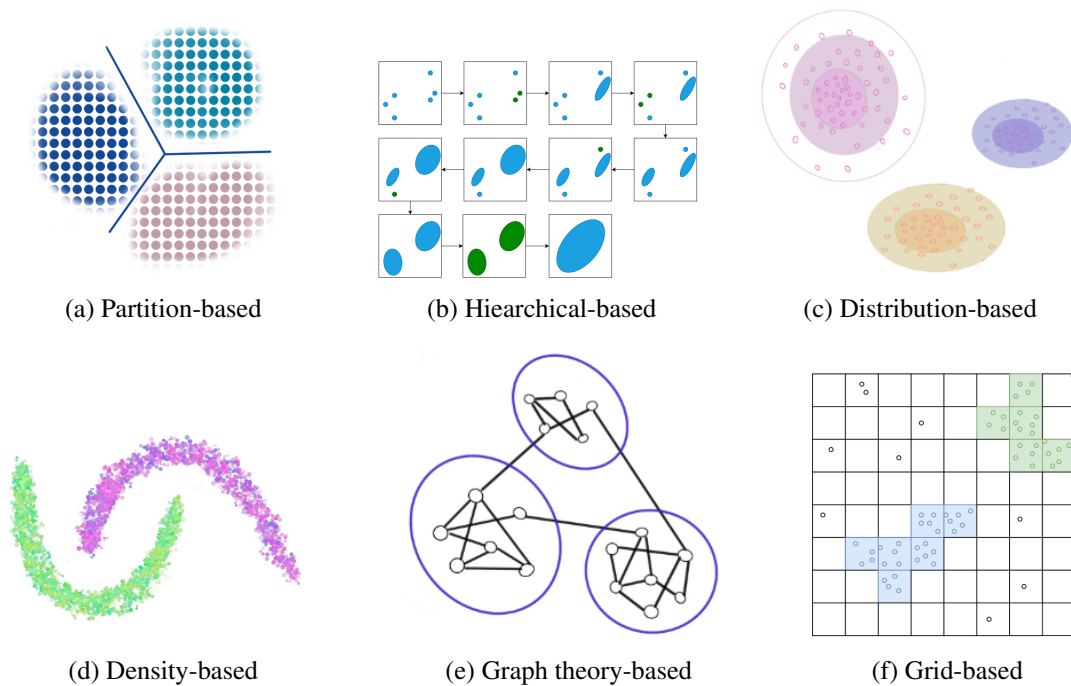 (a) Partition-based
(b) Hiearchical-based
(c) Distribution-based
(d) Density-based
(e) Graph theory-based
(f) Grid-based